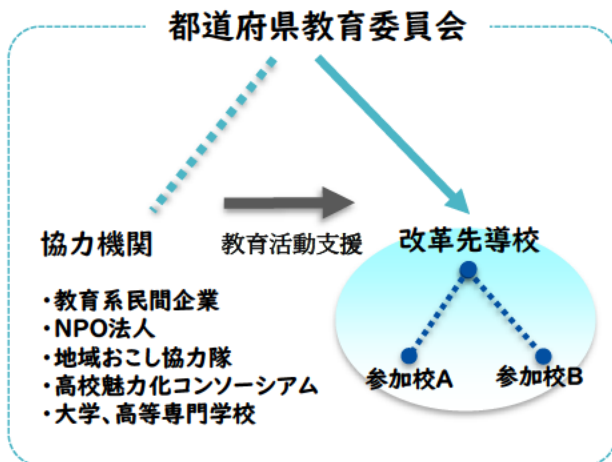 都道府県教育委員会
協力機関
教育活動支援
改革先導校
・教育系民間企業
・NPO法人
・地域おこし協力隊
・高校魅力化コンソーシアム
・大学、高等専門学校
参加校A
参加校B